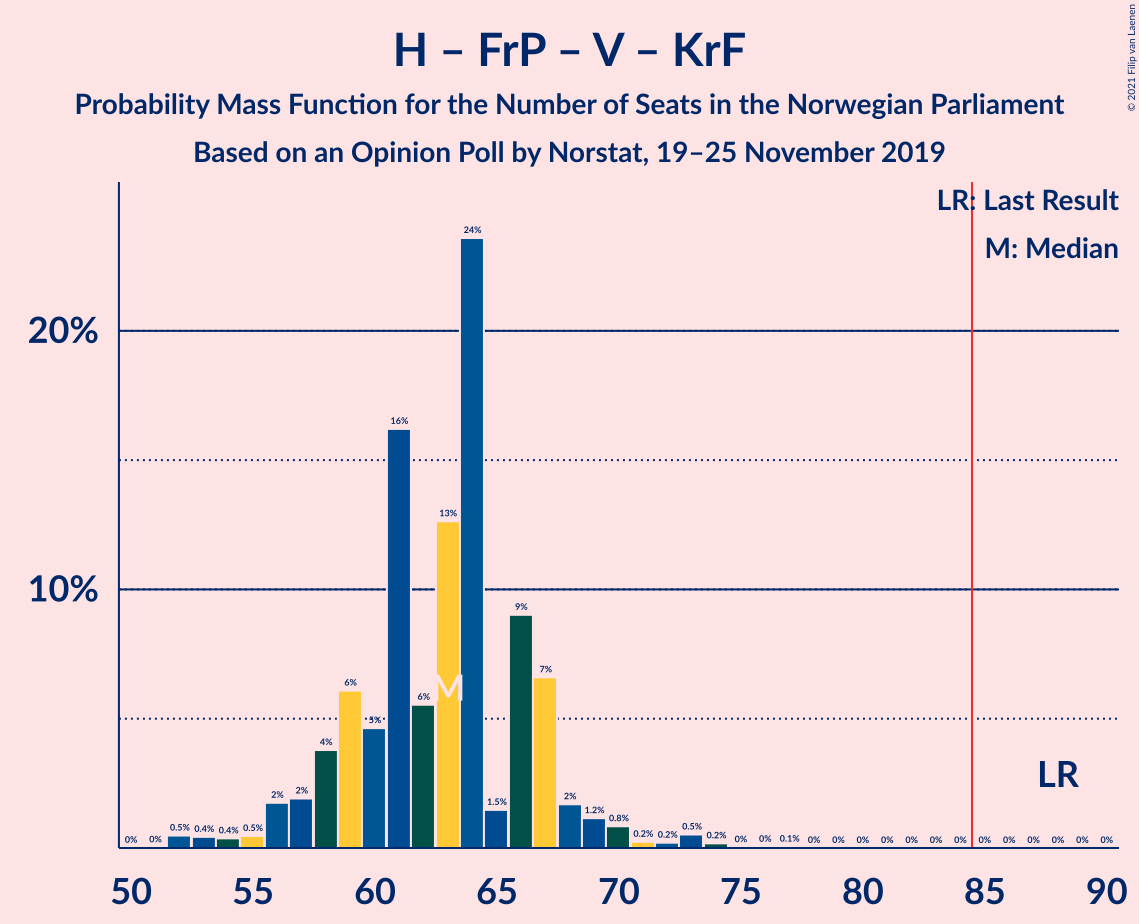 H – FrP – V – KrF
Probability Mass Function for the Number of Seats in the Norwegian Parliament
Based on an Opinion Poll by Norstat, 19–25 November 2019
© 2021 Filip van Laenen
LR: Last Result
M: Median
20%
10%
0% 0% 0.5% 0.4% 0.4% 0.5% 2% 2% 4% 6% 5% 16% 6% 13% 24% 1.5% 9% 7% 2% 1.2% 0.8% 0.2% 0.2% 0.5% 0.2% 0% 0% 0.1% 0% 0% 0% 0% 0% 0% 0% 0% 0% 0% 0% 0% 0%
M
LR
50 55 60 65 70 75 80 85 90